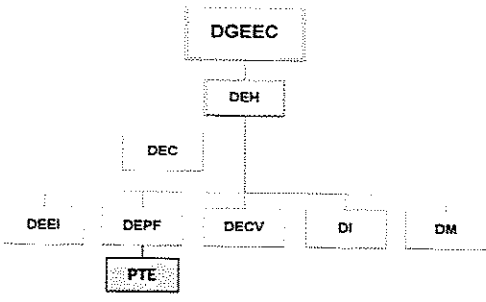 DGEEC
DEH
DEC
DEEI DEPF DECV DI DM
PTE